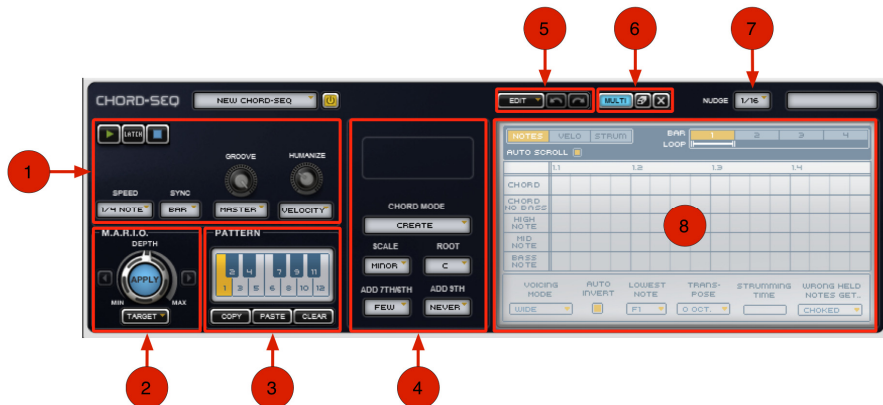 5
6
7
CHORD-SEQ
NEW CHORD-SEQ
EDIT
MULTI
NUDGE
1/16
1
LATCH
GROOVE
HUMANIZE
SPEED
SYNC
1/4 NOTE
BAR
MASTER
VELOCITY
M.A.R.I.O.
DEPTH
APPLY
MIN
MAX
TARGET
PATTERN
2 4 7 9 11
1 3 5 6 8 10 12
COPY
PASTE
CLEAR
CHORD MODE
CREATE
SCALE
ROOT
MINOR
C
ADD 7TH/6TH
ADD 9TH
FEW
NEVER
NOTES
VELO
STRUM
BAR
1
2
3
4
LOOP
AUTO SCROLL
1.1
1.2
1.3
1.4
CHORD
CHORD
NO BASS
HIGH
NOTE
MID
NOTE
BASS
NOTE
8
VOICING
MODE
AUTO
INVERT
LOWEST
NOTE
TRANS-
POSE
STRUMMING
TIME
WRONG HELD
NOTES GET..
WIDE
F1
0 OCT.
CHOKED
2
3
4